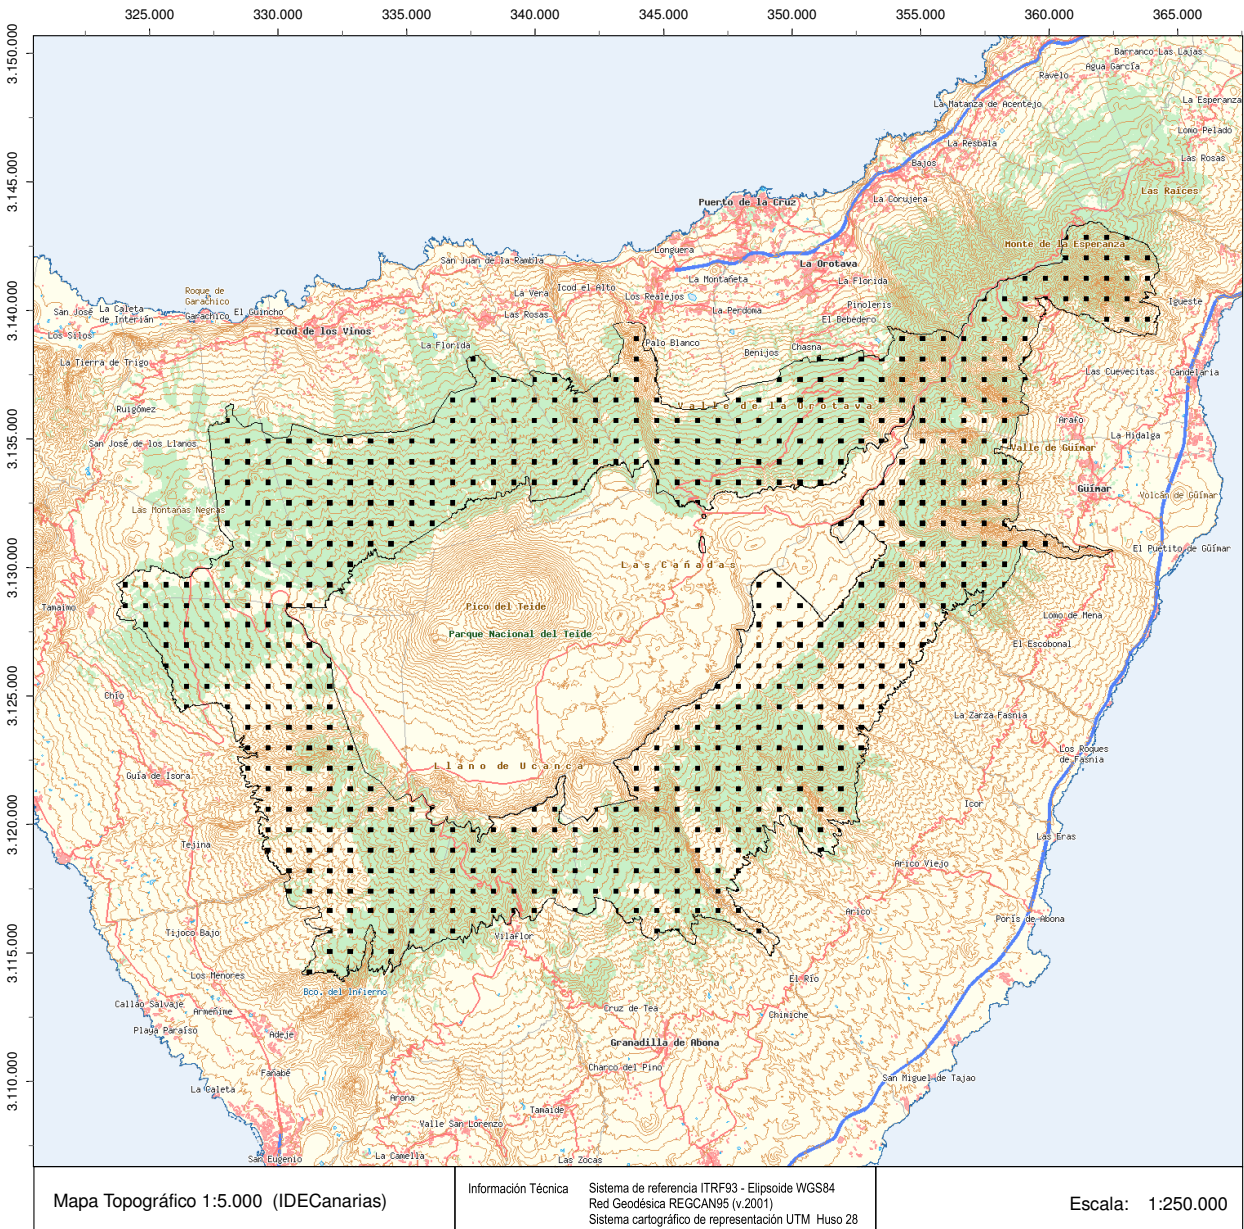 325.000 330.000 335.000 340.000 345.000 350.000 355.000 360.000 365.000
3.150.000
3.145.000
3.140.000
3.135.000
3.130.000
3.125.000
3.120.000
3.115.000
3.110.000
Barranco Las Lajas
Agua García
Ravelo
La Esperanza
La Matanza de Acentejo
Lomo Pelado
La Resbala
Las Rosas
Bajos
Las Raices
La Corujera
Puerto de la Cruz
Monte de la Esperanza
Longuera
La Orotava
San Juan de la Rambla
La Montañeta
La Florida
Icod el Alto
Roque de
Garachico
La Vera
Los Realejos
Pinoleris
Igueste
San José
La Caleta
de Interián
Garachico
El Guincho
Las Rosas
La Perdoma
El Bebedero
Los Silos
Icod de los Vinos
La Florida
Palo Blanco
Benijos
Chasna
La Tierra de Trigo
Las Cuevecitas
Candelaria
Ruigómez
Valle de la Orotava
Arafo
La Hidalga
San José de los Llanos
Valle de Güímar
Güímar
Volcán de Güímar
Las Montañas Negras
El Puetito de Güímar
Las Cañadas
Tamaimo
Pico del Teide
Lomo de Mena
Parque Nacional del Teide
El Escobonal
Chío
La Zarza Fasnia
Los Roques
de Fasnia
Llano de Ucanca
Guía de Isora
Icor
Tejina
Las Eras
Arico Viejo
Arico
Porís de Abona
Tijoco Bajo
Vilaflor
Los Menores
El Río
Bco. del Infierno
Callao Salvaje
Armeñime
Cruz de Tea
Chimiche
Playa Paraíso
Adeje
Granadilla de Abona
Fañabé
Charco del Pino
San Miguel de Tajao
La Caleta
Arona
Tamaide
Valle San Lorenzo
San Eugenio
La Camella
Las Zocas
Mapa Topográfico 1:5.000 (IDECanarias)
Información Técnica
Sistema de referencia ITRF93 - Elipsoide WGS84
Red Geodésica REGCAN95 (v.2001)
Sistema cartográfico de representación UTM Huso 28
Escala: 1:250.000